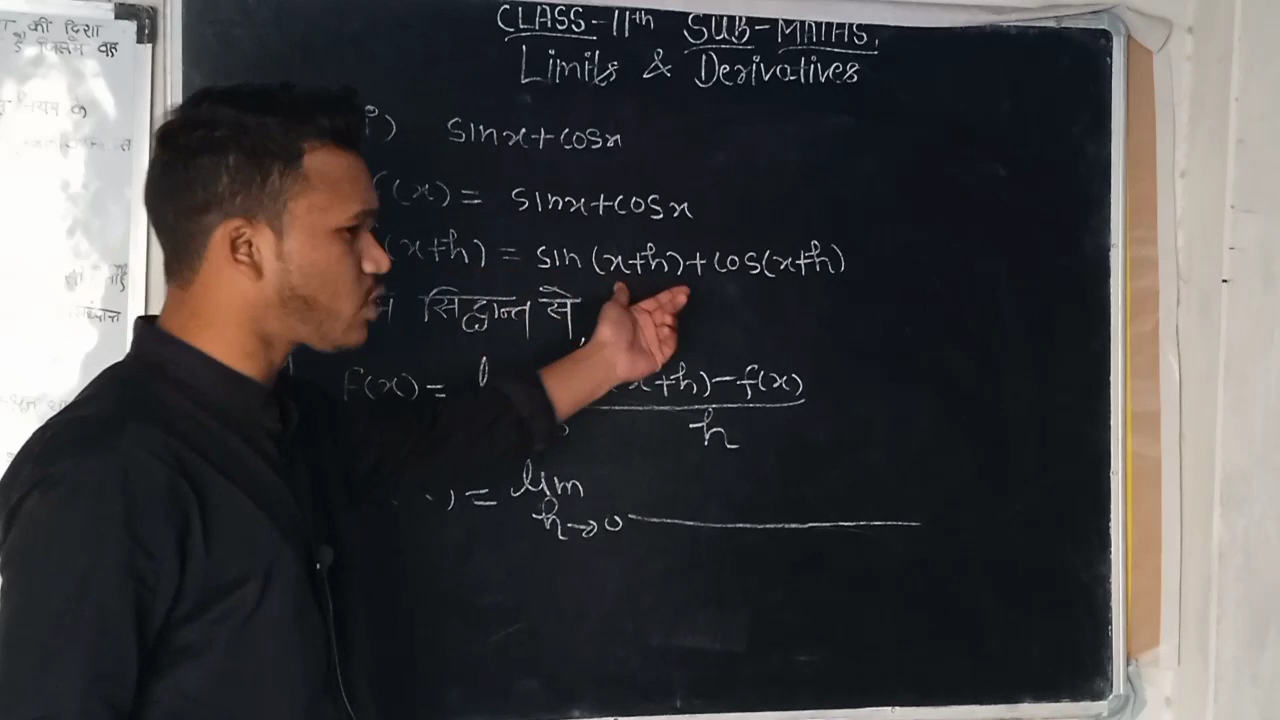 की दिशा
CLASS-11th SUB-MATHS,
Limits & Derivatives
) sinx+cosx
f(x) = sinx+cosx
(x+h) = sin(x+h)+cos(x+h)
सिद्धान्त से,
f(x) = (x+h)-f(x)
h
= lim
h→0